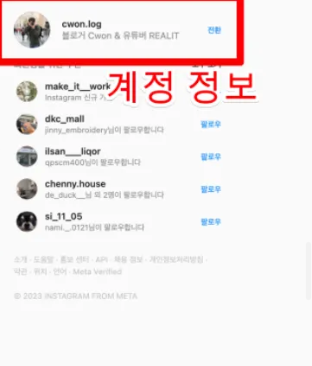 cwon.log
블로거 Cwon & 유튜버 REALIT
전환
make_it__work
Instagram 신규 가
계정 정보
dkc_mall
jinny_embroidery님이 팔로우합니다
팔로우
ilsan___liqor
qpscm400님이 팔로우합니다
팔로우
chenny.house
de_duck__님 외 2명이 팔로우합니다
팔로우
si_11_05
nami._.0121님이 팔로우합니다
팔로우
소개 · 도움말 · 홍보 센터 · API · 채용 정보 · 개인정보처리방침 ·
약관 · 위치 · 언어 · Meta Verified
© 2023 INSTAGRAM FROM META